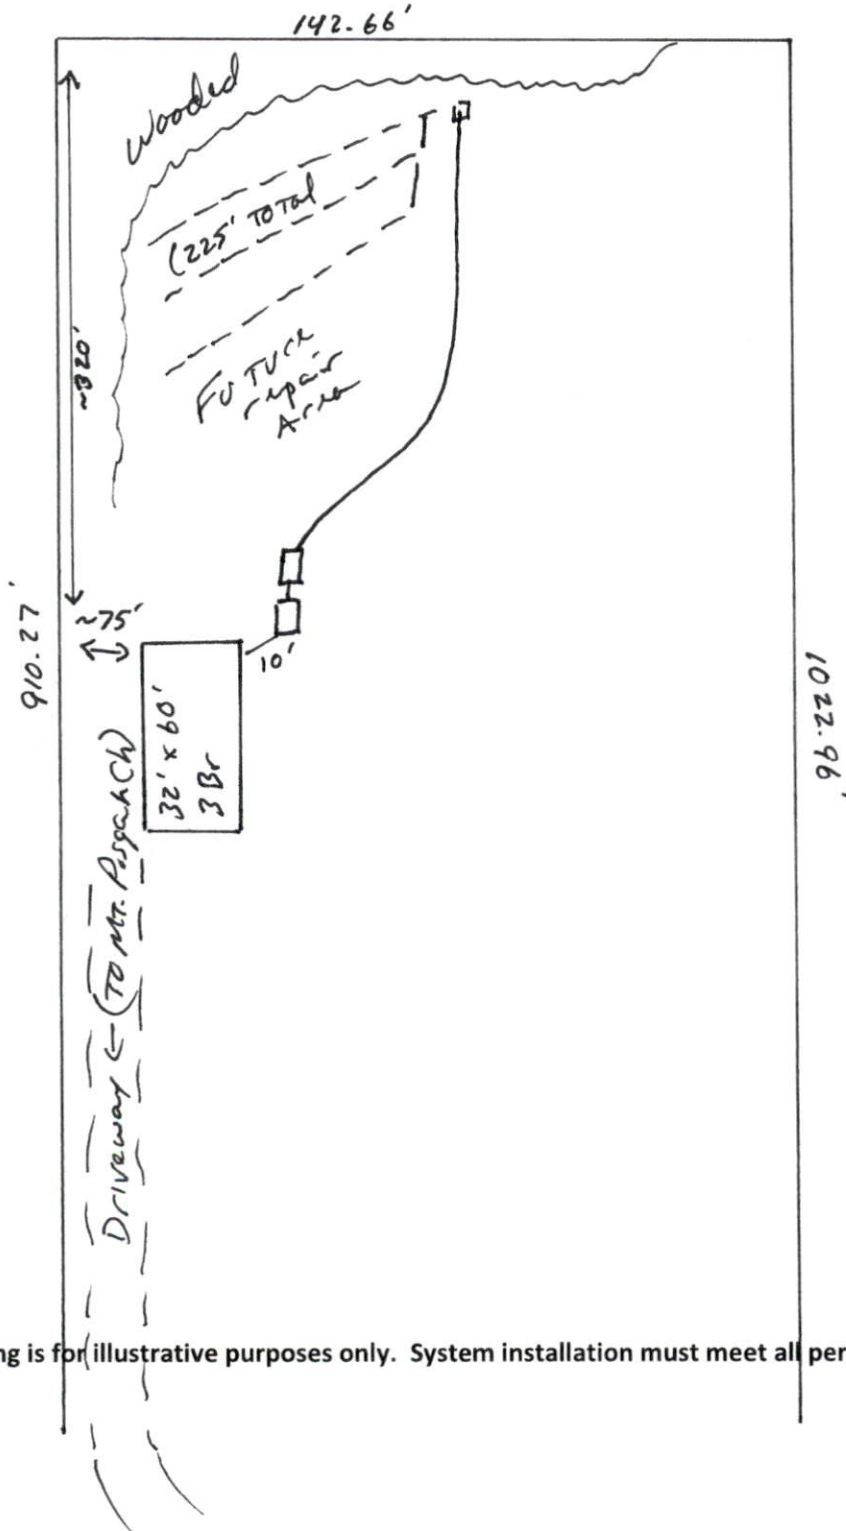 142.66'
Wooded
(225' TOTal
~320'
FUTURE
repair
Area
~75'
10'
910.27'
32' x 60'
3 Br
1022.96'
Driveway ← (TO MT. Pisgah Ch)
ng is for illustrative purposes only. System installation must meet all per